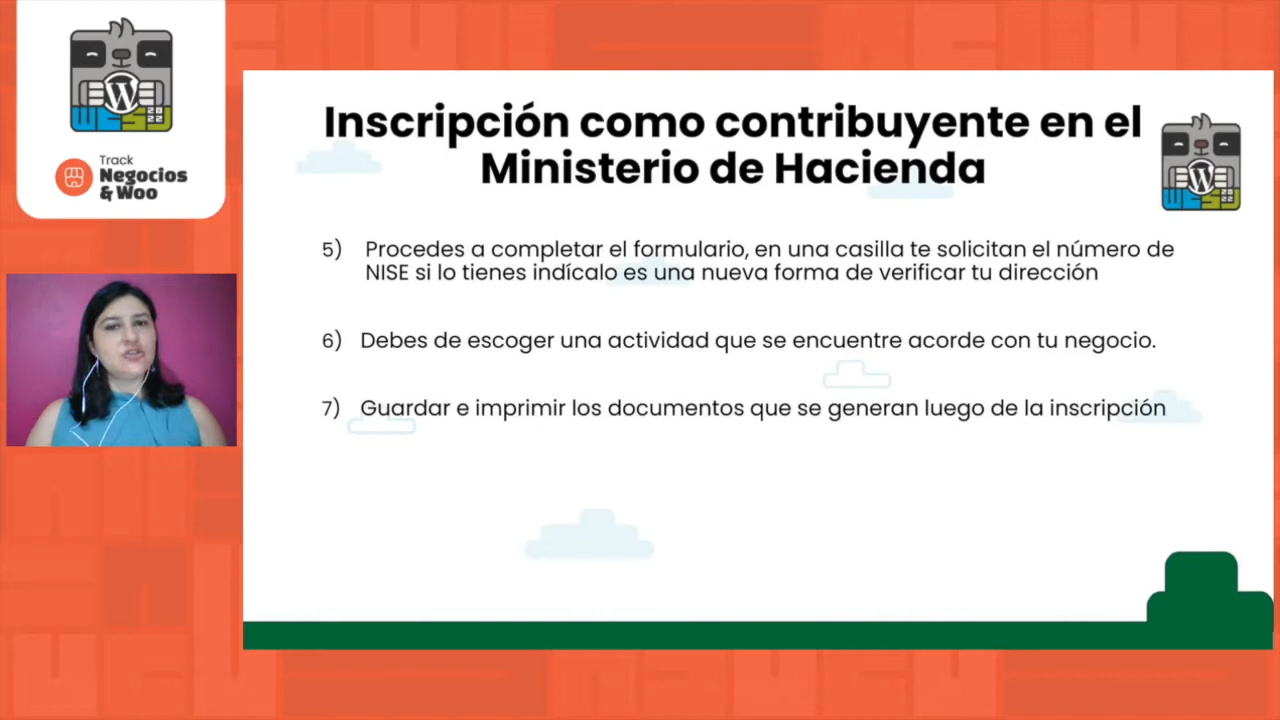 W
WCSJ
2022
Track
Negocios
& Woo
Inscripción como contribuyente en el
Ministerio de Hacienda
W
2022
5) Procedes a completar el formulario, en una casilla te solicitan el número de
NISE si lo tienes indícalo es una nueva forma de verificar tu dirección
6) Debes de escoger una actividad que se encuentre acorde con tu negocio.
7) Guardar e imprimir los documentos que se generan luego de la inscripción